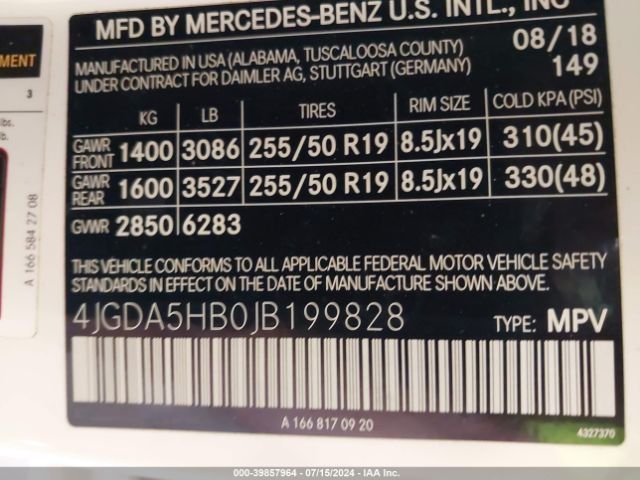 MFD BY MERCEDES-BENZ U.S. INTL., INC
08/18
MANUFACTURED IN USA (ALABAMA, TUSCALOOSA COUNTY)
UNDER CONTRACT FOR DAIMLER AG, STUTTGART (GERMANY)
149
KG LB TIRES RIM SIZE COLD KPA (PSI)
GAWR FRONT 1400 3086 255/50 R19 8.5Jx19 310(45)
GAWR REAR 1600 3527 255/50 R19 8.5Jx19 330(48)
GVWR 2850 6283
THIS VEHICLE CONFORMS TO ALL APPLICABLE FEDERAL MOTOR VEHICLE SAFETY
STANDARDS IN EFFECT ON THE DATE OF MANUFACTURE SHOWN ABOVE.
4JGDA5HB0JB199828 TYPE: MPV
A 166 817 09 20
4327370
MENT
3
lbs.
lb.
A 166 584 27 08
000-39857964 - 07/15/2024 - IAA Inc.